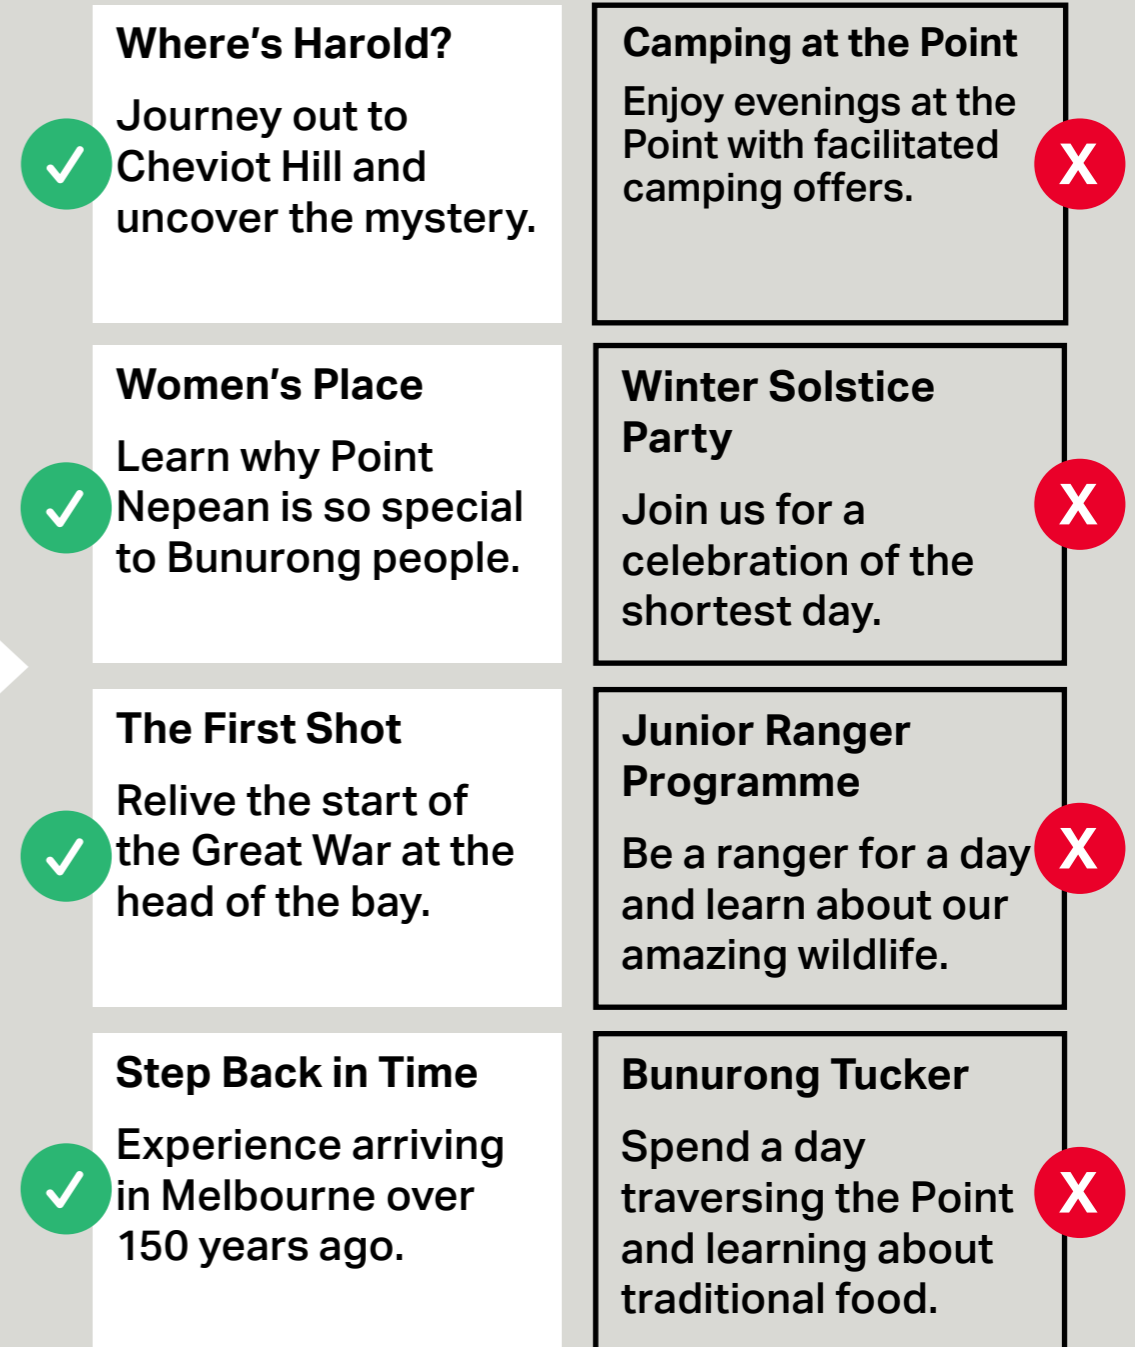 Where's Harold?
Journey out to
Cheviot Hill and
uncover the mystery.
Camping at the Point
Enjoy evenings at the
Point with facilitated
camping offers.
X
Women's Place
Learn why Point
Nepean is so special
to Bunurong people.
Winter Solstice
Party
Join us for a
celebration of the
shortest day.
X
The First Shot
Relive the start of
the Great War at the
head of the bay.
Junior Ranger
Programme
Be a ranger for a day
and learn about our
amazing wildlife.
X
Step Back in Time
Experience arriving
in Melbourne over
150 years ago.
Bunurong Tucker
Spend a day
traversing the Point
and learning about
traditional food.
X